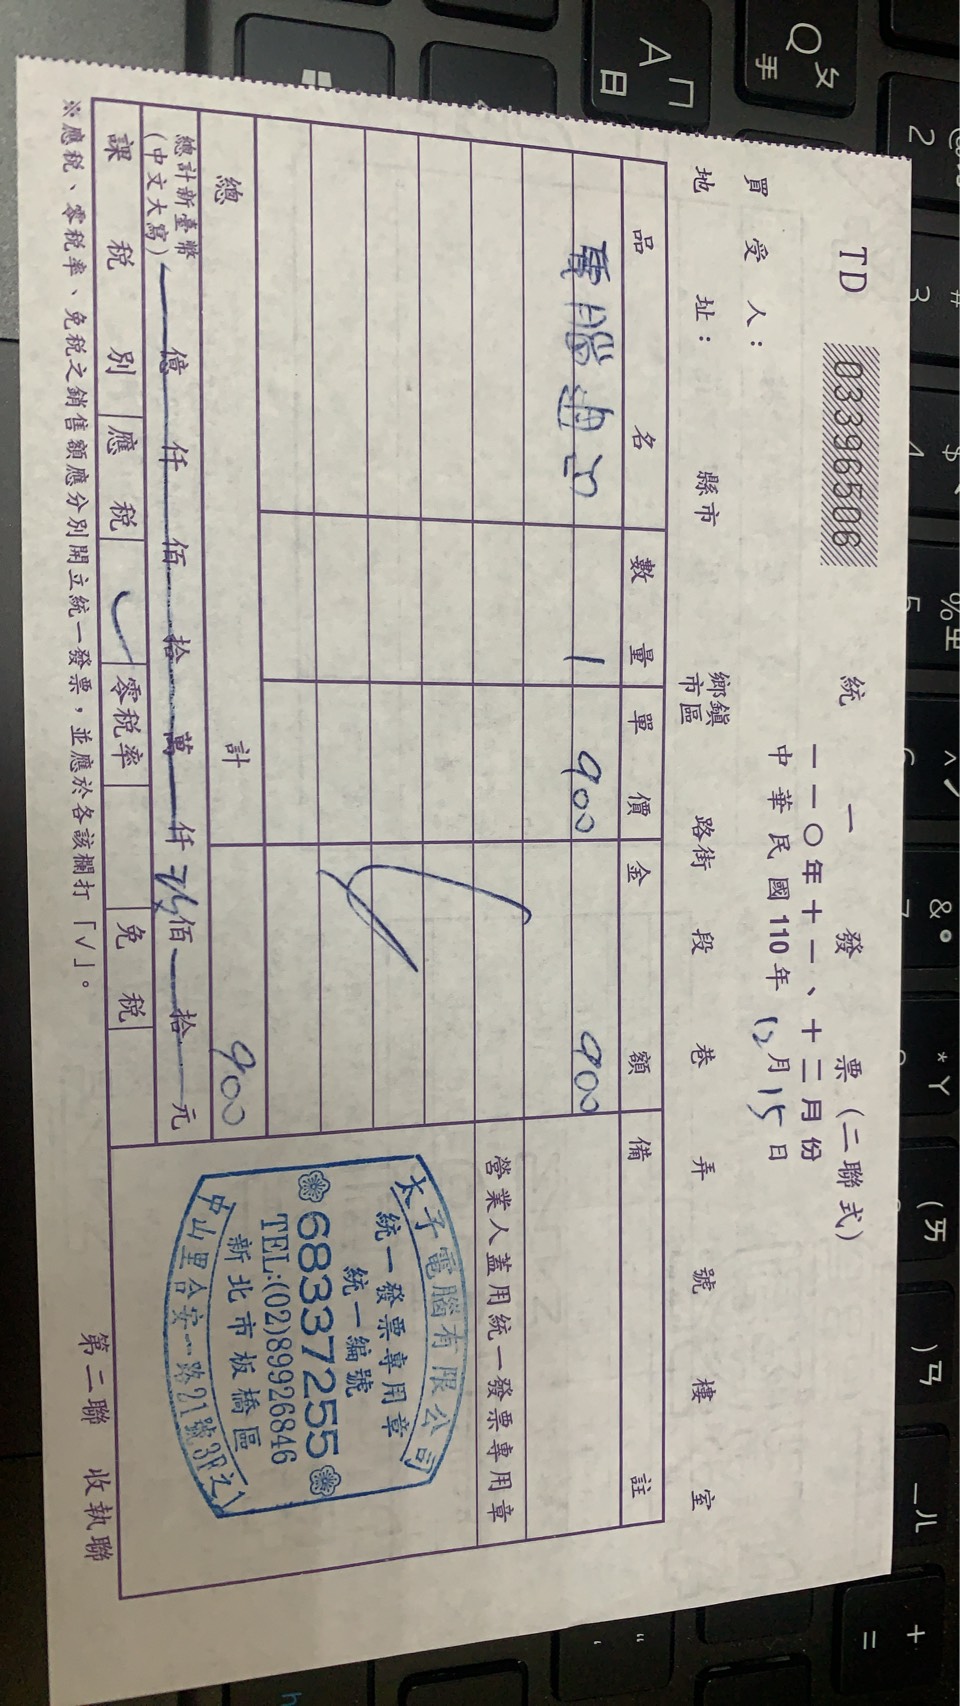 TD 03396506
統一發票(二聯式)
一一〇年十一、十二月份
中華民國110年12月15日
買受人:
地址: 縣市 鄉鎮市區 路街 段 巷 弄 號 樓 室
品名 數量 單價 金額 備註
電腦用品 1 900 900
營業人蓋用統一發票專用章
總計 900
總計新臺幣
(中文大寫) 億 仟 佰 拾 萬 仟 玖佰 拾 元
課稅別 應稅 ✓ 零稅率 免稅
※應稅、零稅率、免稅之銷售額應分別開立統一發票,並應於各該欄打「√」。
太子電腦有限公司
統一發票專用章
統一編號
68337255
TEL:(02)89926846
新北市板橋區
中山里合安一路21號3F之八
第二聯 收執聯